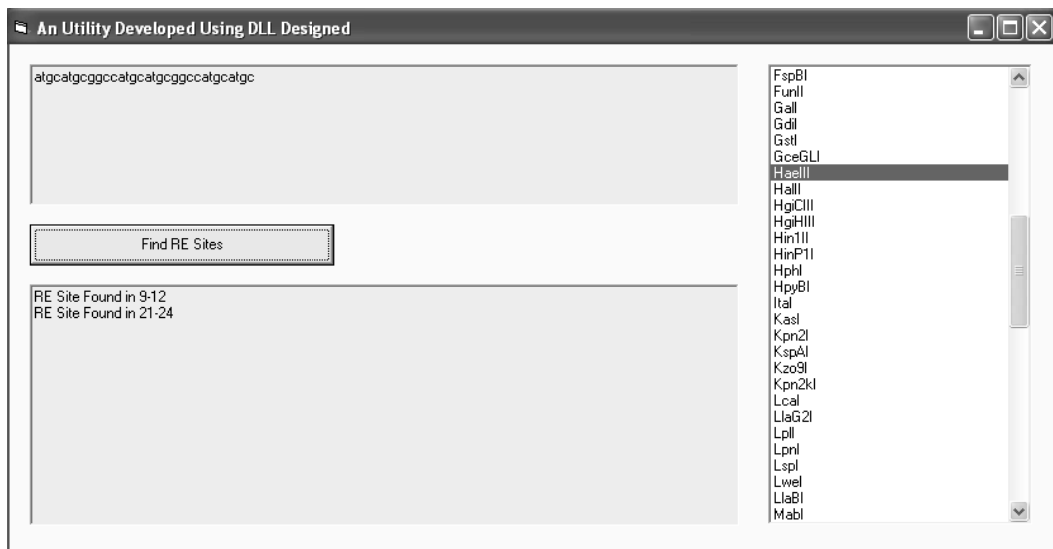 An Utility Developed Using DLL Designed
atgcatgcggccatgcatgcggccatgcatgc
Find RE Sites
RE Site Found in 9-12
RE Site Found in 21-24
FspBI
FunII
GalI
GdiI
GstI
GceGLI
HaeIII
HalII
HgiCIII
HgiHIII
Hin1II
HinP1I
HphI
HpyBI
ItaI
KasI
Kpn2I
KspAI
Kzo9I
Kpn2kI
LcaI
LlaG2I
LplI
LpnI
LspI
LweI
LlaBI
MabI